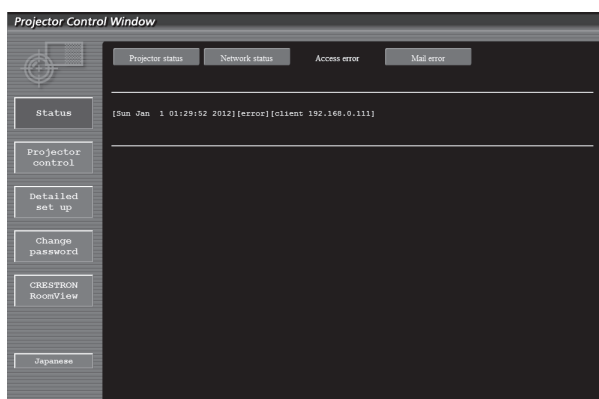 Projector Control Window
Projector status Network status Access error Mail error
[Sun Jan  1 01:29:52 2012][error][client 192.168.0.111]
Status
Projector
control
Detailed
set up
Change
password
CRESTRON
RoomView
Japanese